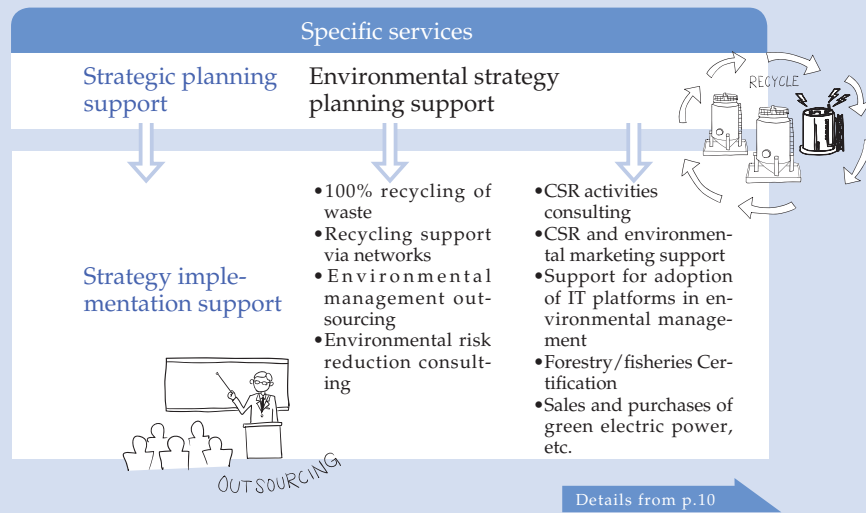 Specific services
Strategic planning
support
Environmental strategy
planning support
RECYCLE
Strategy imple-
mentation support
•100% recycling of
waste
•Recycling support
via networks
•Environmental
management out-
sourcing
•Environmental risk
reduction consult-
ing
•CSR activities
consulting
•CSR and environmen-
tal marketing support
•Support for adoption
of IT platforms in en-
vironmental manage-
ment
•Forestry/fisheries Cer-
tification
•Sales and purchases of
green electric power,
etc.
OUTSOURCING
Details from p.10